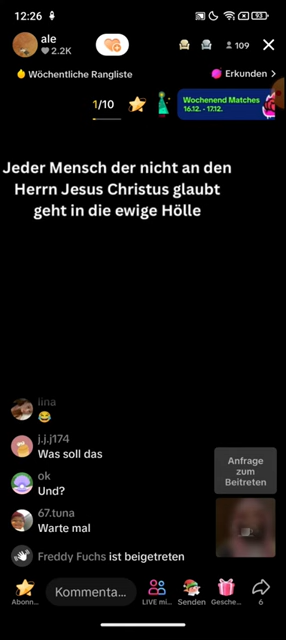 12:26
93
ale
2.2K
109
Wöchentliche Rangliste
Erkunden >
1/10
Wochenend Matches
16.12. - 17.12.
Jeder Mensch der nicht an den
Herrn Jesus Christus glaubt
geht in die ewige Hölle
lina
😂
j.j.j174
Was soll das
ok
Und?
67.tuna
Warte mal
Freddy Fuchs ist beigetreten
Anfrage
zum
Beitreten
Kommenta...
Abonn...
LIVE mi...
Senden
Gesche...
6